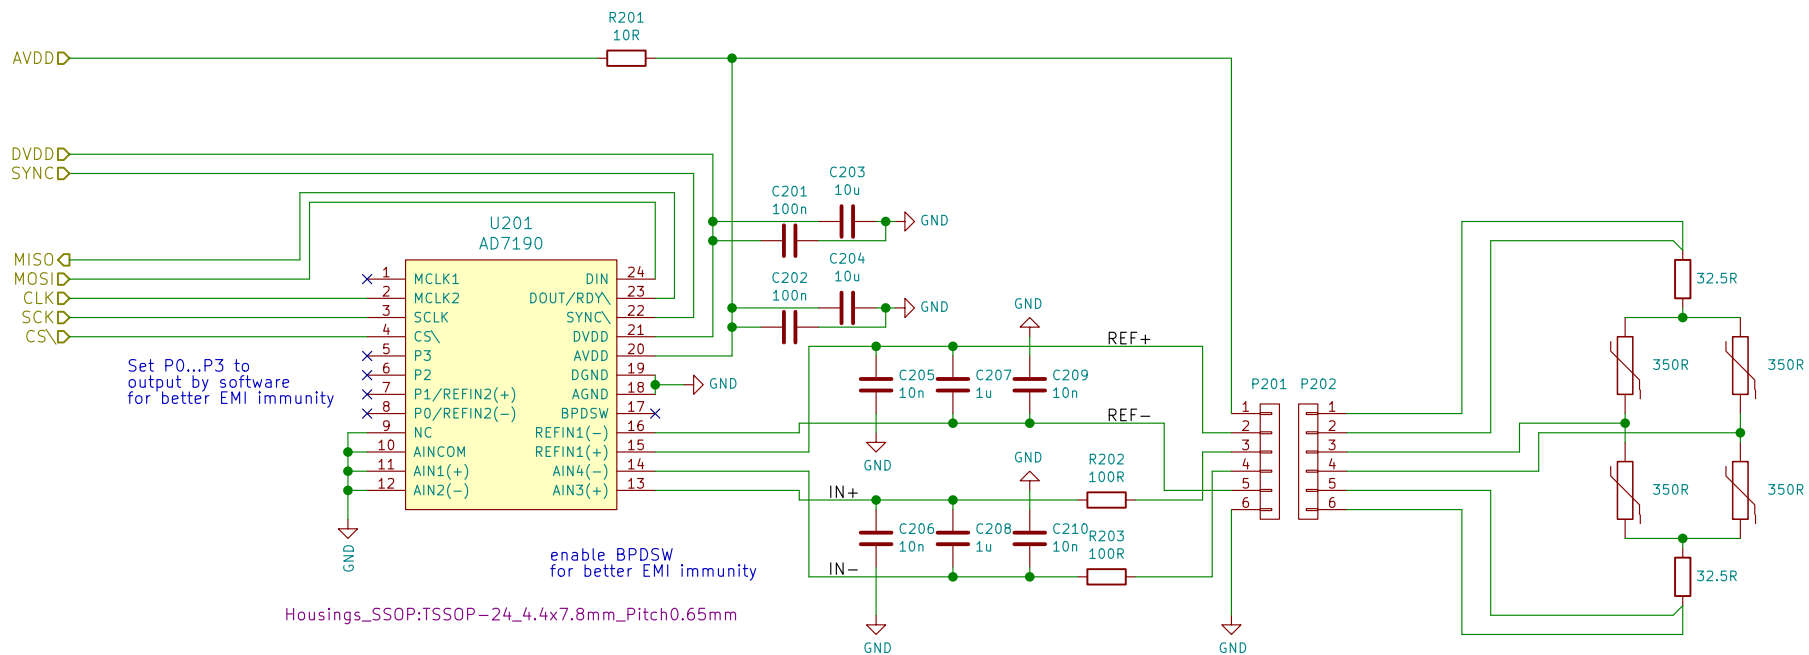 R201
10R
AVDD
DVDD
SYNC
MISO
MOSI
CLK
SCK
CS\
Set P0...P3 to
output by software
for better EMI immunity
U201
AD7190
1 MCLK1
2 MCLK2
3 SCLK
4 CS\
5 P3
6 P2
7 P1/REFIN2(+)
8 P0/REFIN2(-)
9 NC
10 AINCOM
11 AIN1(+)
12 AIN2(-)
DIN 24
DOUT/RDY\ 23
SYNC\ 22
DVDD 21
AVDD 20
DGND 19
AGND 18
BPDSW 17
REFIN1(-) 16
REFIN1(+) 15
AIN4(-) 14
AIN3(+) 13
GND
GND
enable BPDSW
for better EMI immunity
Housings_SSOP:TSSOP-24_4.4x7.8mm_Pitch0.65mm
C201
100n
C203
10u
GND
C202
100n
C204
10u
GND
GND
REF+
C205
10n
C207
1u
C209
10n
REF-
GND
GND
IN+
R202
100R
C206
10n
C208
1u
C210
10n
R203
100R
IN-
GND
P201
1
2
3
4
5
6
GND
P202
1
2
3
4
5
6
32.5R
350R
350R
350R
350R
32.5R